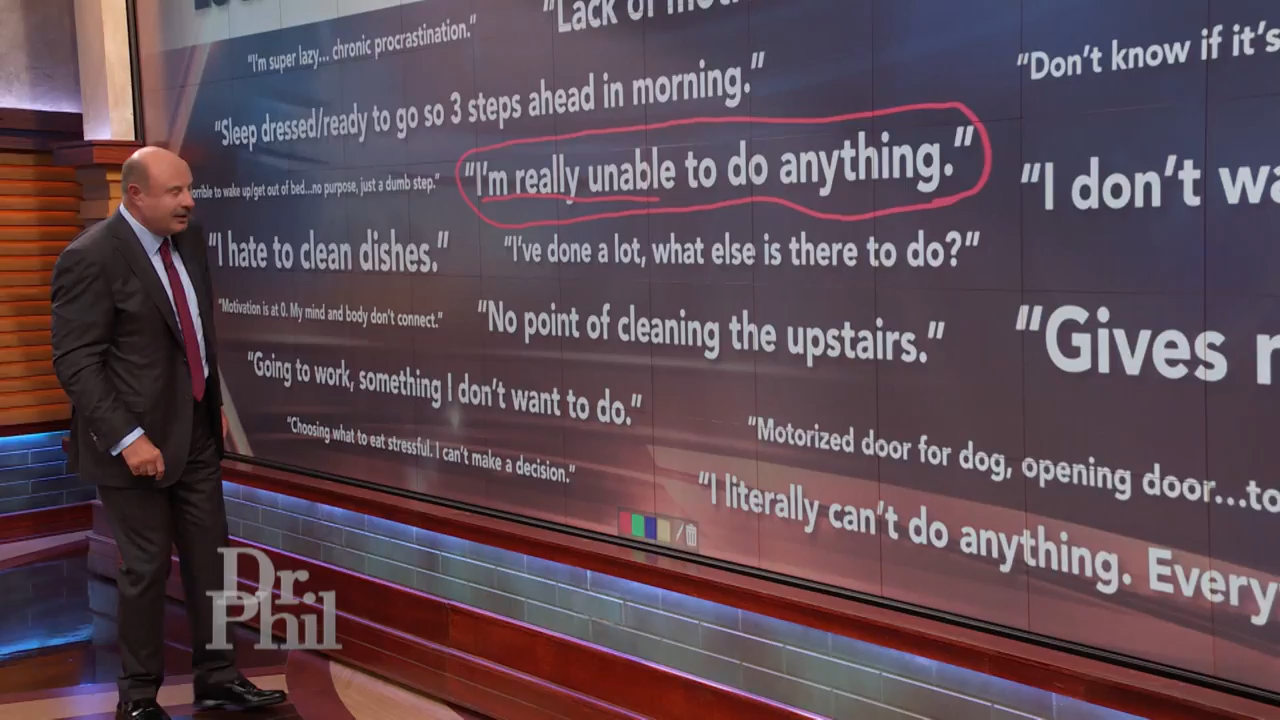 "Lack of
"I'm super lazy... chronic procrastination."
"Don't know if it's
"Sleep dressed/ready to go so 3 steps ahead in morning."
"I'm really unable to do anything."
to wake up/get out of bed...no purpose, just a dumb step."
"I don't
"I hate to clean dishes."
"I've done a lot, what else is there to do?"
"Motivation is at 0. My mind and body don't connect."
"No point of cleaning the upstairs."
"Gives
"Going to work, something I don't want to do."
"Choosing what to eat stressful. I can't make a decision."
"Motorized door for dog, opening door...to
"I literally can't do anything. Every
Dr.
Phil